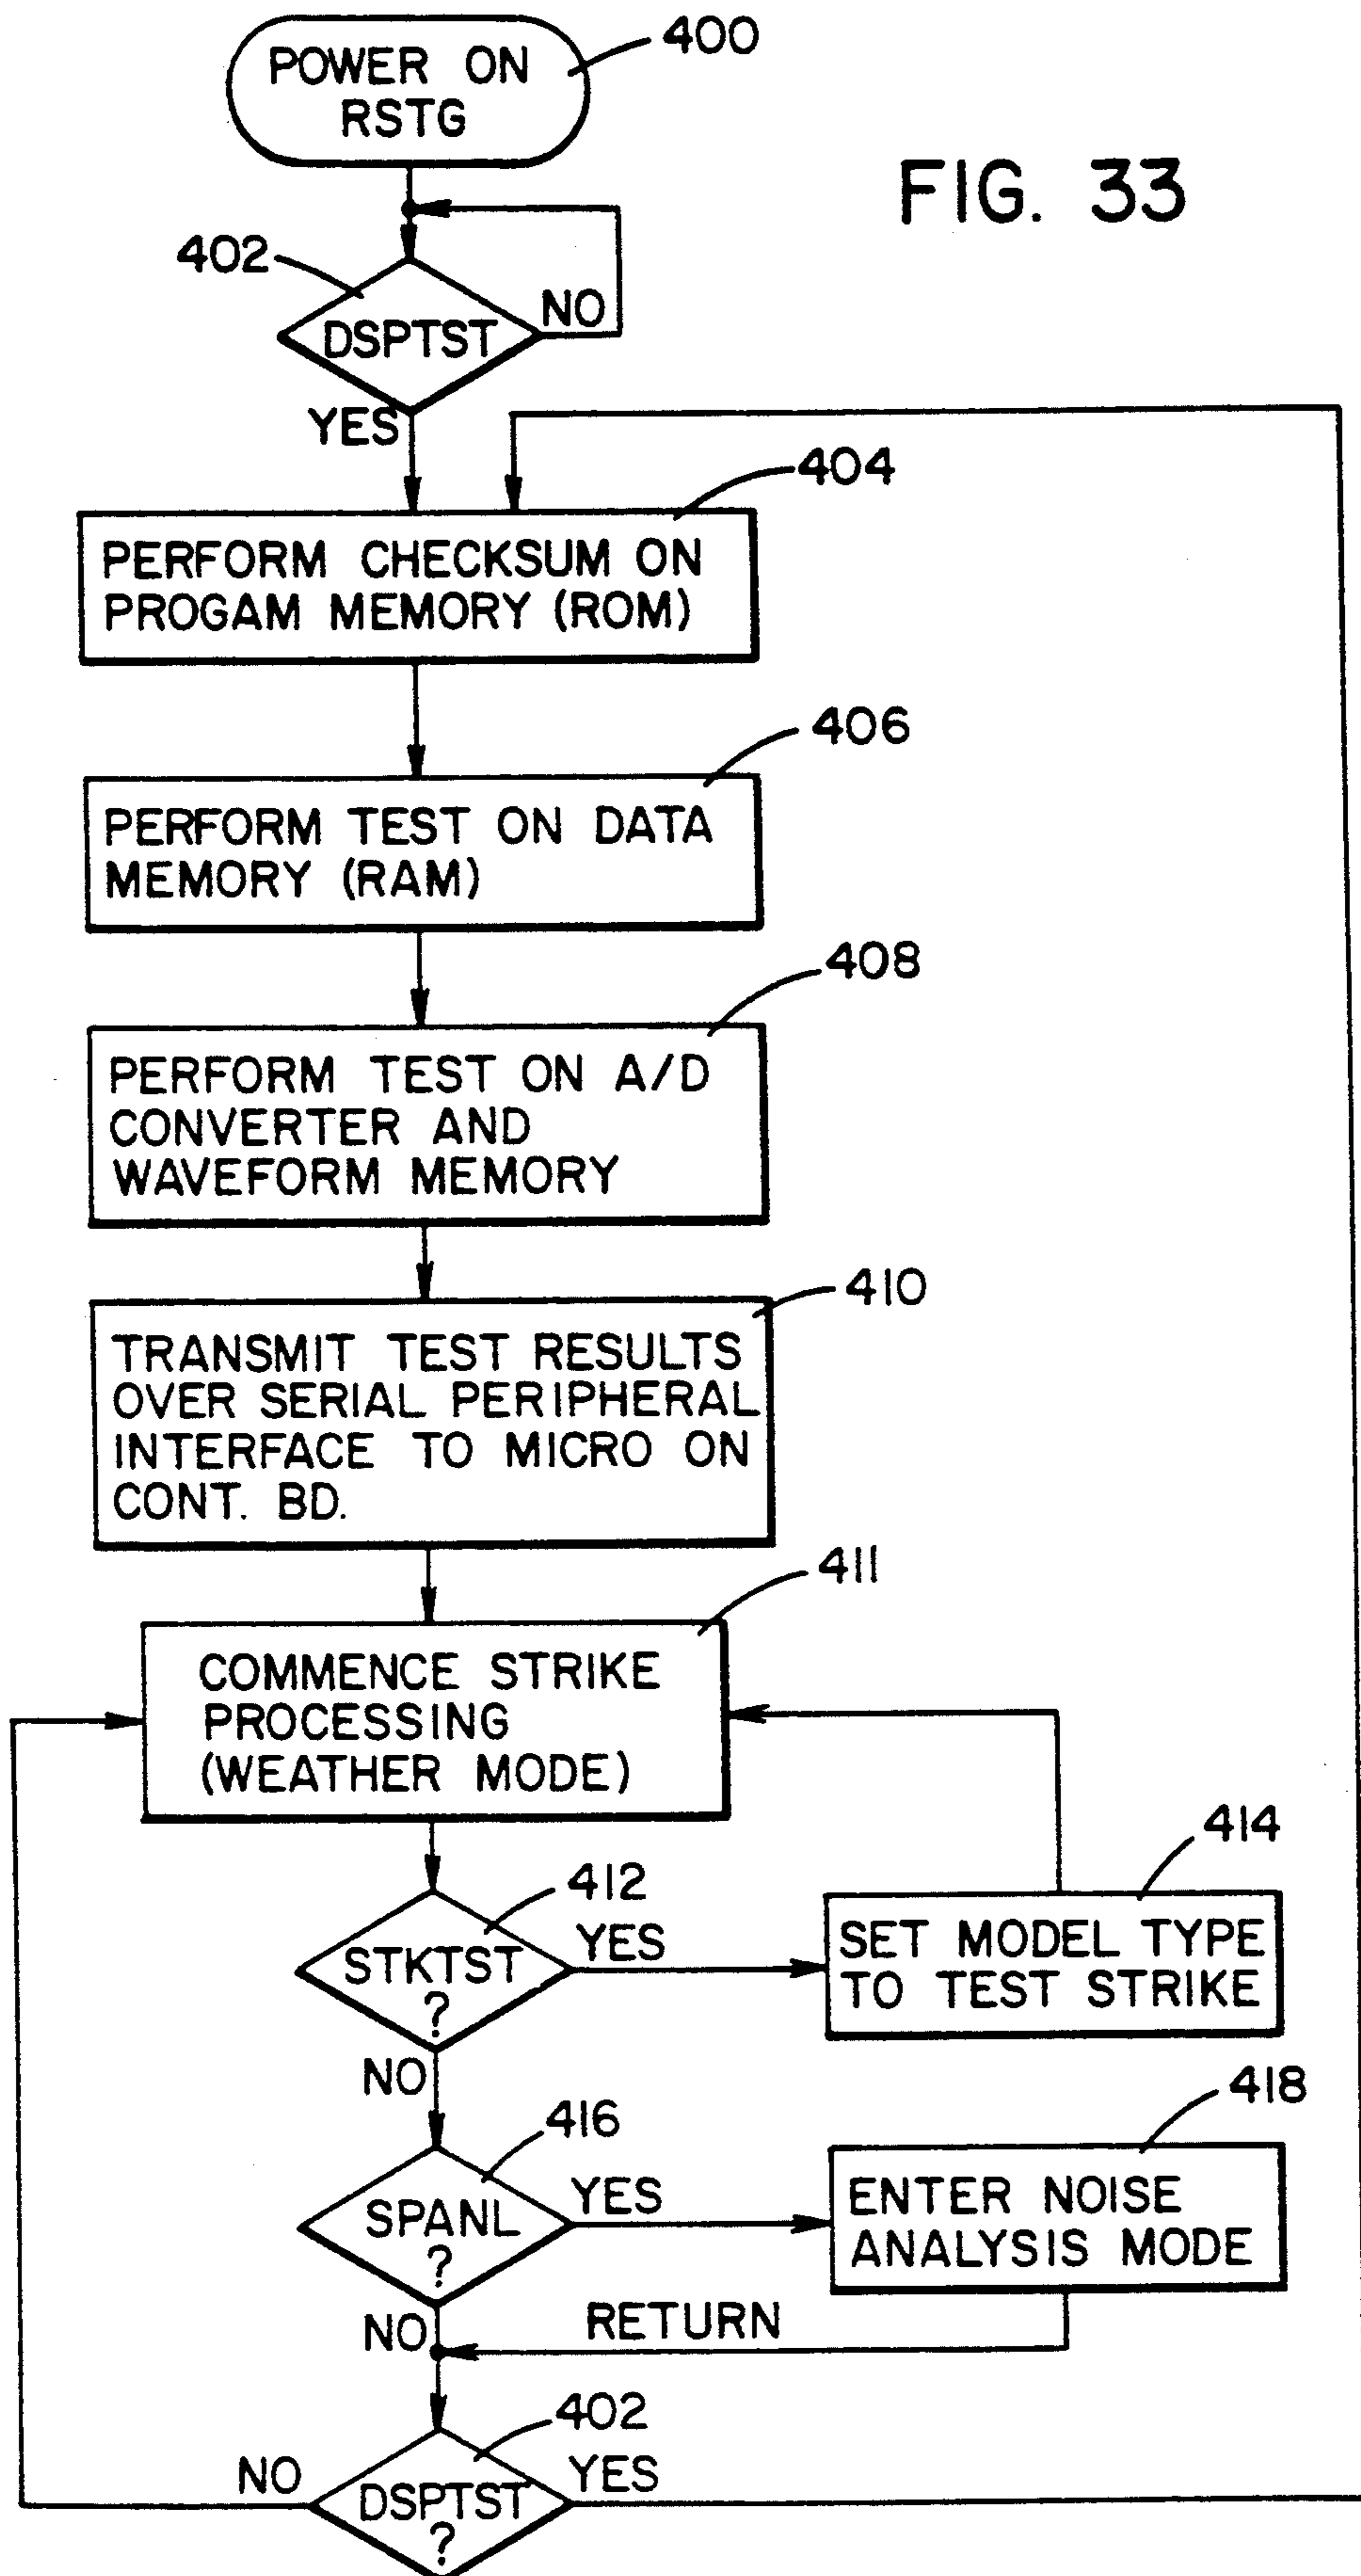 POWER ON
RSTG
400
FIG. 33
402
DSPTST
NO
YES
404
PERFORM CHECKSUM ON
PROGAM MEMORY (ROM)
406
PERFORM TEST ON DATA
MEMORY (RAM)
408
PERFORM TEST ON A/D
CONVERTER AND
WAVEFORM MEMORY
410
TRANSMIT TEST RESULTS
OVER SERIAL PERIPHERAL
INTERFACE TO MICRO ON
CONT. BD.
411
COMMENCE STRIKE
PROCESSING
(WEATHER MODE)
412
STKTST
?
YES
NO
414
SET MODEL TYPE
TO TEST STRIKE
416
SPANL
?
YES
NO
418
ENTER NOISE
ANALYSIS MODE
RETURN
402
DSPTST
?
NO
YES